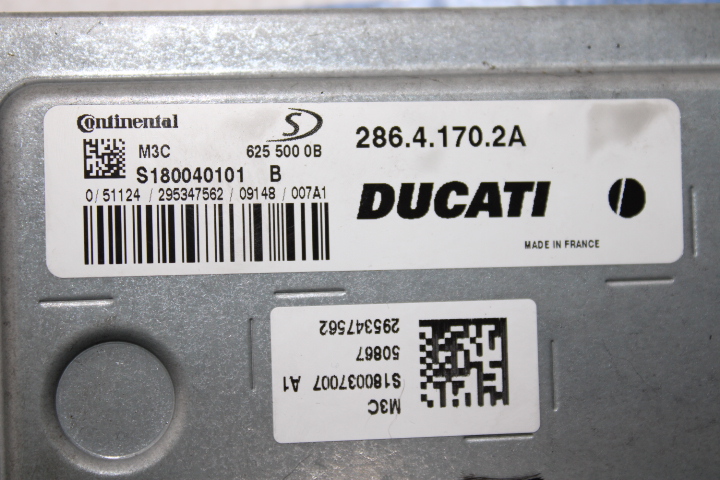 Continental S
M3C 625 500 0B
S180040101 B
0/51124 / 295347562 / 09148 / 007A1
286.4.170.2A
DUCATI
MADE IN FRANCE
M3C
S180037007 A1
50867
295347562